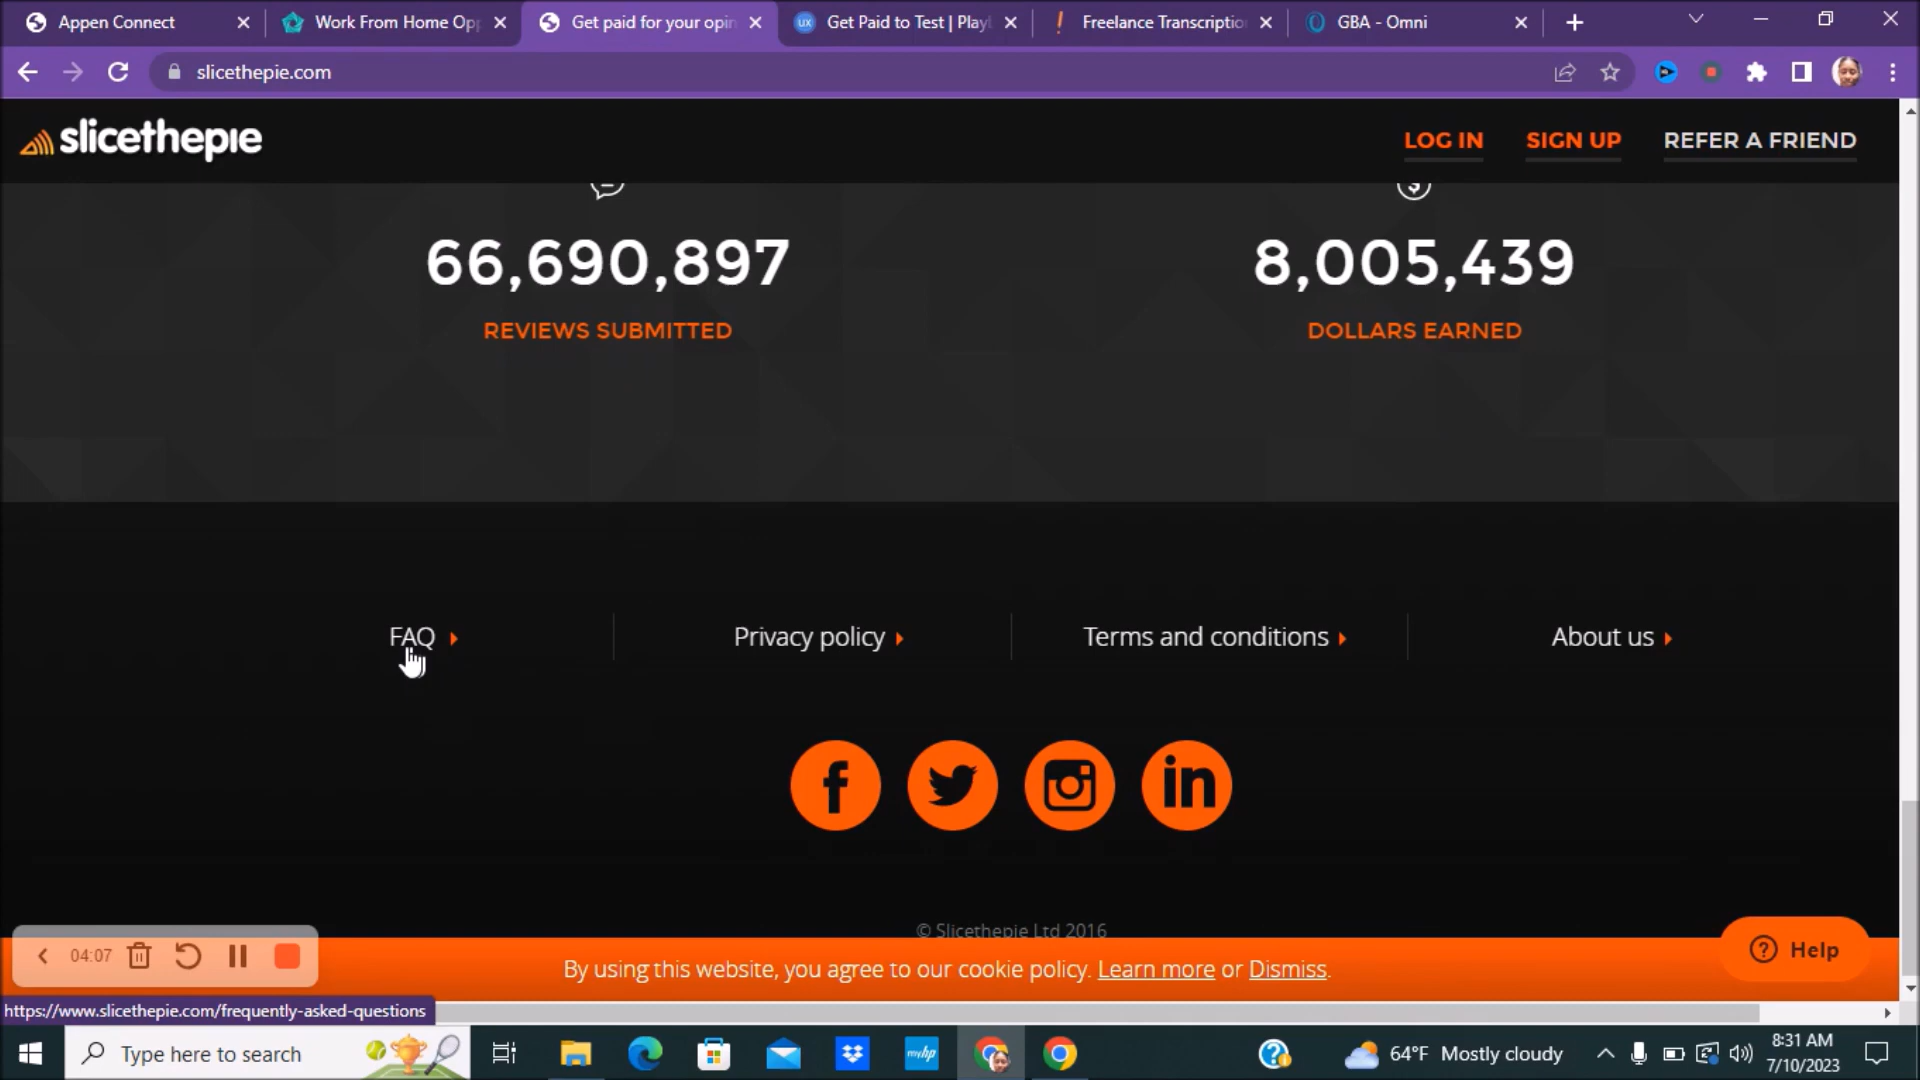 Appen Connect
Work From Home Op
Get paid for your opin
UX
Get Paid to Test | Play
Freelance Transcriptio
GBA - Omni
slicethepie.com
slicethepie
LOG IN
SIGN UP
REFER A FRIEND
66,690,897
8,005,439
REVIEWS SUBMITTED
DOLLARS EARNED
FAQ
Privacy policy
Terms and conditions
About us
© Slicethepie Ltd 2016
04:07
Help
By using this website, you agree to our cookie policy. Learn more or Dismiss.
https://www.slicethepie.com/frequently-asked-questions
Type here to search
myhp
64°F Mostly cloudy
8:31 AM
7/10/2023